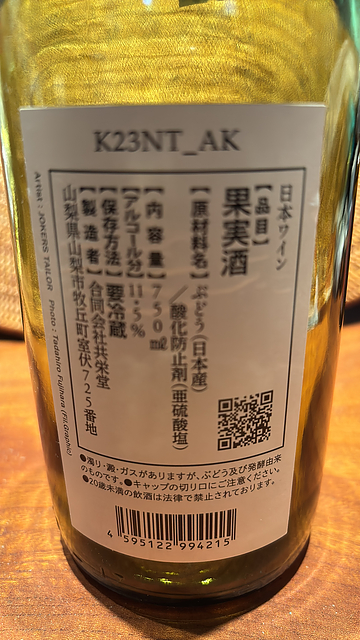 K23NT_AK
日本ワイン
【品目】
果実酒
【原材料名】ぶどう(日本産)
／酸化防止剤(亜硫酸塩)
【内容量】750ml
【アルコール分】11.5%
【保存方法】要冷蔵
【製造者】合同会社共栄堂
山梨県山梨市牧丘町室伏725番地
Artist : JOKERS TAILOR Photo : Tadahiro Fujihara (Fil.Graphio)
●濁り・澱・ガスがありますが、ぶどう及び発酵由来
のものです。●キャップの切り口にご注意ください。
●20歳未満の飲酒は法律で禁止されております。
4 595122 994215